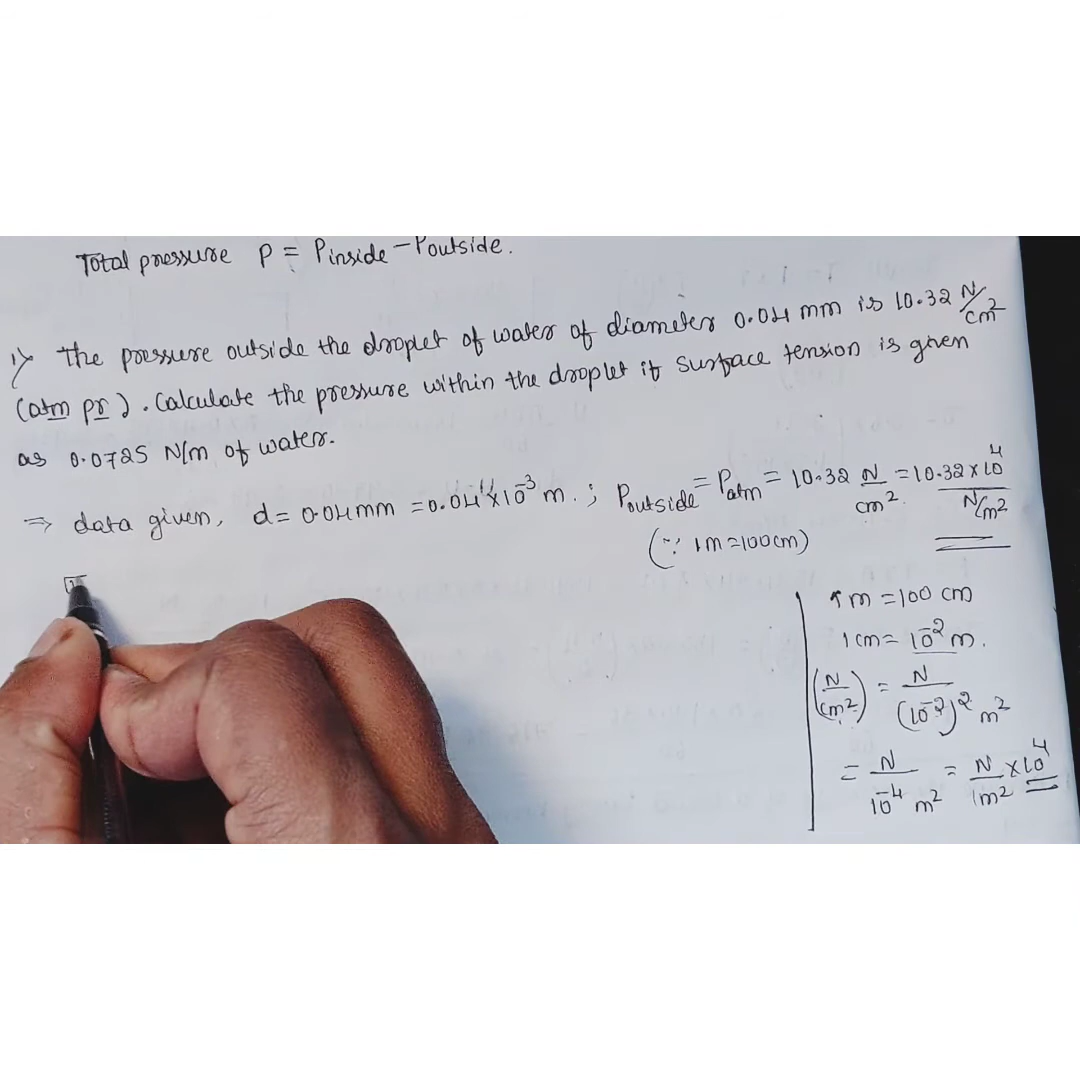 Total pressure P = Pinside – Poutside.
1) The pressure outside the droplet of water of diameter 0.04 mm is 10.32 N/cm²
(atm pr). Calculate the pressure within the droplet if surface tension is given
as 0.0725 N/m of water.
⇒ data given, d = 0.04 mm = 0.04 × 10⁻³ m. ; Poutside = Patm = 10.32 N/cm². = 10.32 × 10⁴ N/m²
(∵ 1m = 100 cm)
1 m = 100 cm
1 cm = 10⁻² m.
(N/cm²) = N/(10⁻²)² m²
= N/10⁻⁴ m² = N/1m² × 10⁴